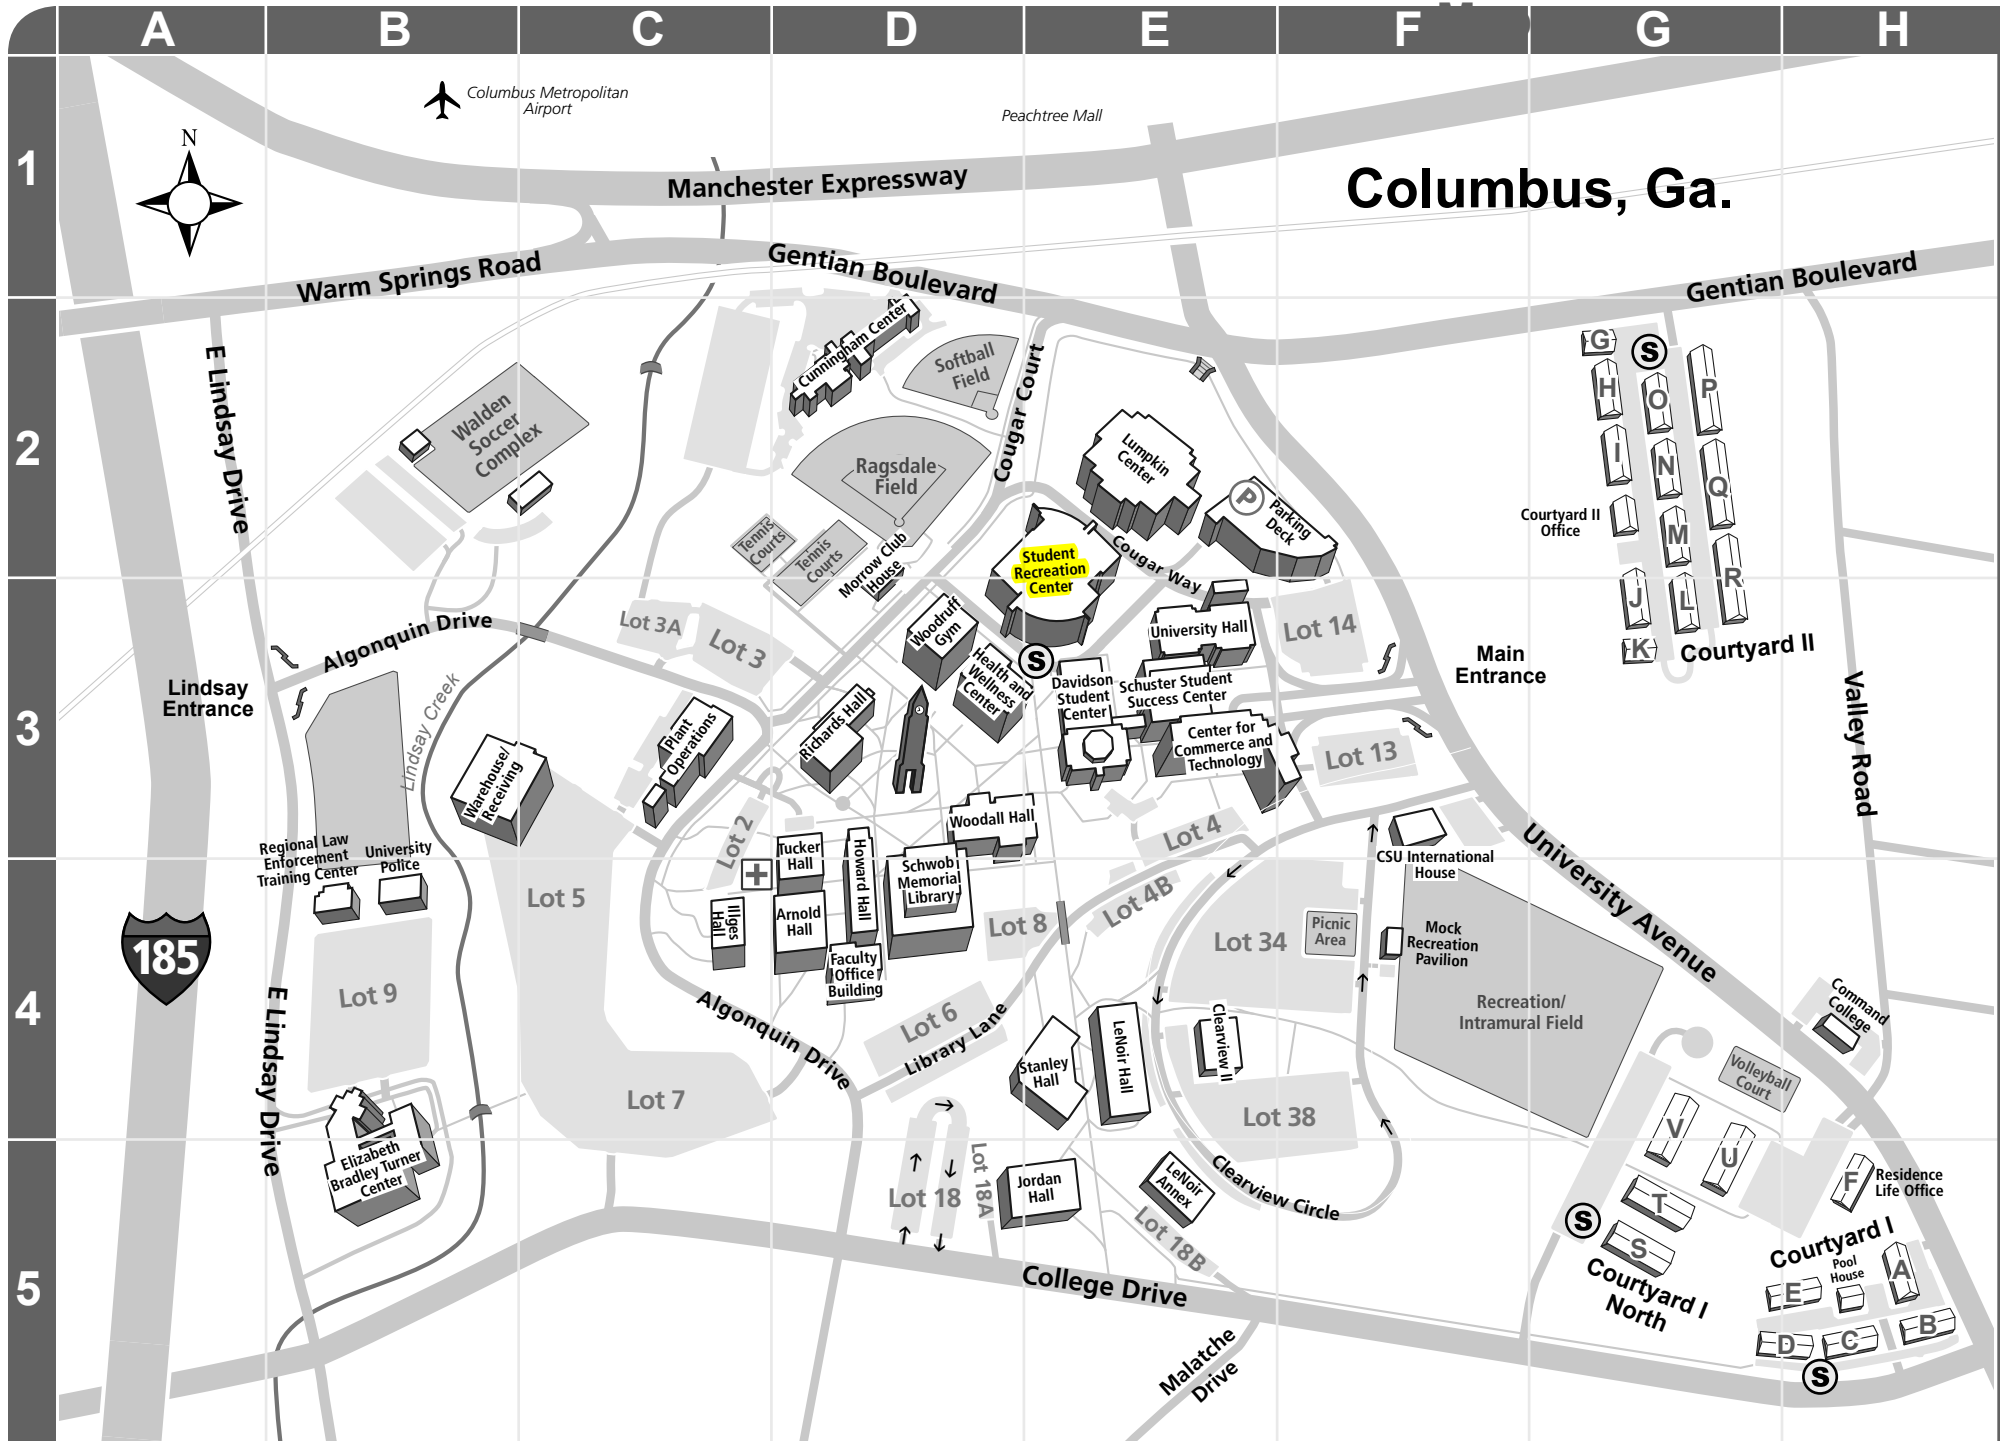 A
B
C
D
E
F
G
H
1
2
3
4
5
N
Columbus Metropolitan
Airport
Peachtree Mall
Manchester Expressway
Columbus, Ga.
Warm Springs Road
Gentian Boulevard
Gentian Boulevard
E Lindsay Drive
Walden
Soccer
Complex
Cunningham Center
Softball
Field
Cougar Court
Ragsdale
Field
Tennis
Courts
Tennis
Courts
Morrow Club
House
Lumpkin
Center
P
Parking
Deck
Student
Recreation
Center
Cougar Way
G
S
H
O
P
I
N
Q
Courtyard II
Office
M
R
J
L
K
Courtyard II
Algonquin Drive
Lot 3A
Lot 3
Woodruff
Gym
Health and
Wellness
Center
S
University Hall
Lot 14
Main
Entrance
Lindsay
Entrance
Lindsay Creek
Davidson
Student
Center
Schuster Student
Success Center
Center for
Commerce and
Technology
Lot 13
Valley Road
Plant
Operations
Richards Hall
Warehouse/
Receiving
Lot 2
Woodall Hall
Lot 4
Regional Law
Enforcement
Training Center
University
Police
Tucker
Hall
Howard Hall
Schwob
Memorial
Library
CSU International
House
University Avenue
Lot 5
Illges
Hall
Arnold
Hall
Lot 8
Lot 4B
Lot 34
Picnic
Area
Mock
Recreation
Pavilion
185
Faculty
Office
Building
Lot 9
E Lindsay Drive
Algonquin Drive
Lot 6
Library Lane
Recreation/
Intramural Field
Command
College
Stanley
Hall
LeNoir Hall
Clearview II
Volleyball
Court
Lot 7
Lot 38
V
U
Elizabeth
Bradley Turner
Center
Lot 18
Lot 18A
Jordan
Hall
LeNoir
Annex
Clearview Circle
Lot 18B
T
F
Residence
Life Office
S
S
Courtyard I
North
Courtyard I
Pool
House
A
E
B
D
C
S
College Drive
Malatche
Drive